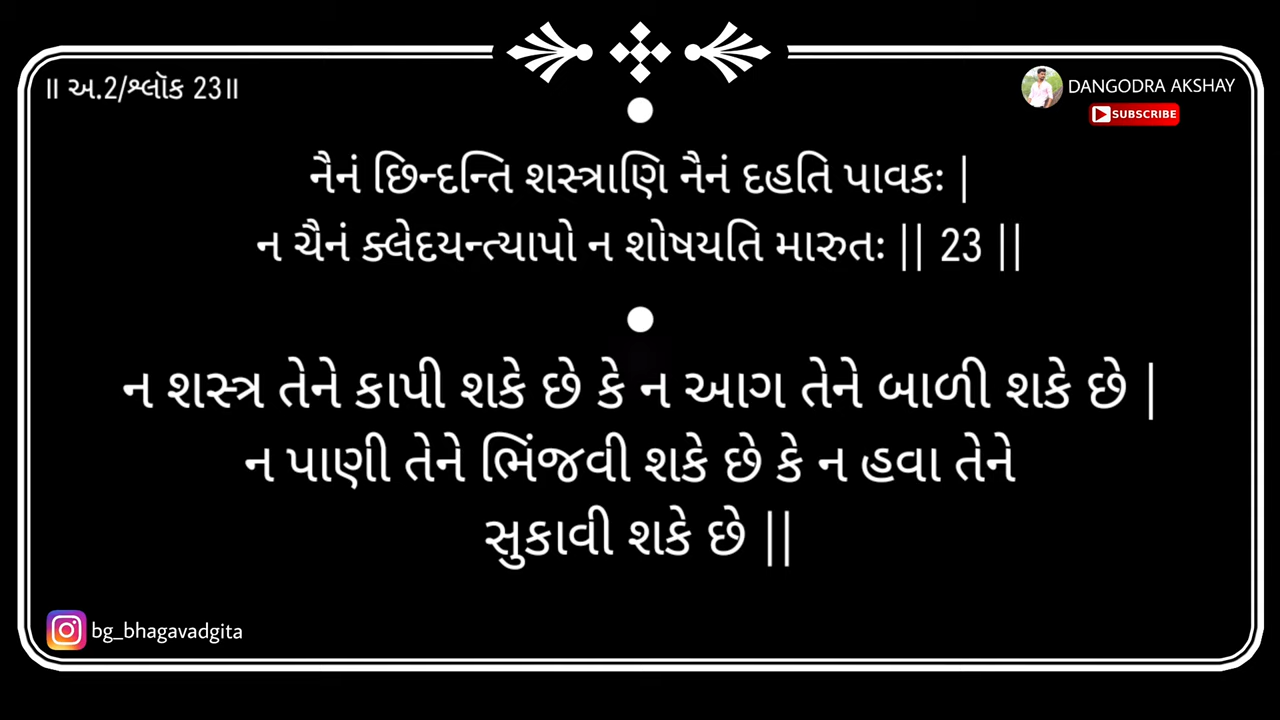 ॥ અ.2/શ્લૉક 23॥
DANGODRA AKSHAY
SUBSCRIBE
નૈનં છિન્દન્તિ શસ્ત્રાણિ નૈનં દહતિ પાવકઃ |
ન ચૈનં ક્લેદયન્ત્યાપો ન શોષયતિ મારુતઃ || 23 ||
ન શસ્ત્ર તેને કાપી શકે છે કે ન આગ તેને બાળી શકે છે |
ન પાણી તેને ભિંજવી શકે છે કે ન હવા તેને
સુકાવી શકે છે ||
bg_bhagavadgita